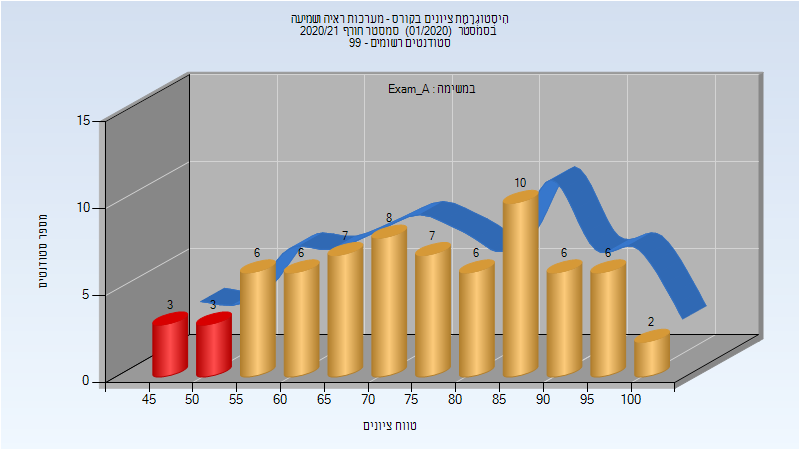 היסטוגרמת ציונים בקורס - מערכות ראיה ושמיעה
בסמסטר (01/2020) סמסטר חורף 2020/21
סטודנטים רשומים - 99
במשימה : Exam_A
מספר סטודנטים
15
10
5
0
3
3
6
6
7
8
7
6
10
6
6
2
45 50 55 60 65 70 75 80 85 90 95 100
טווח ציונים